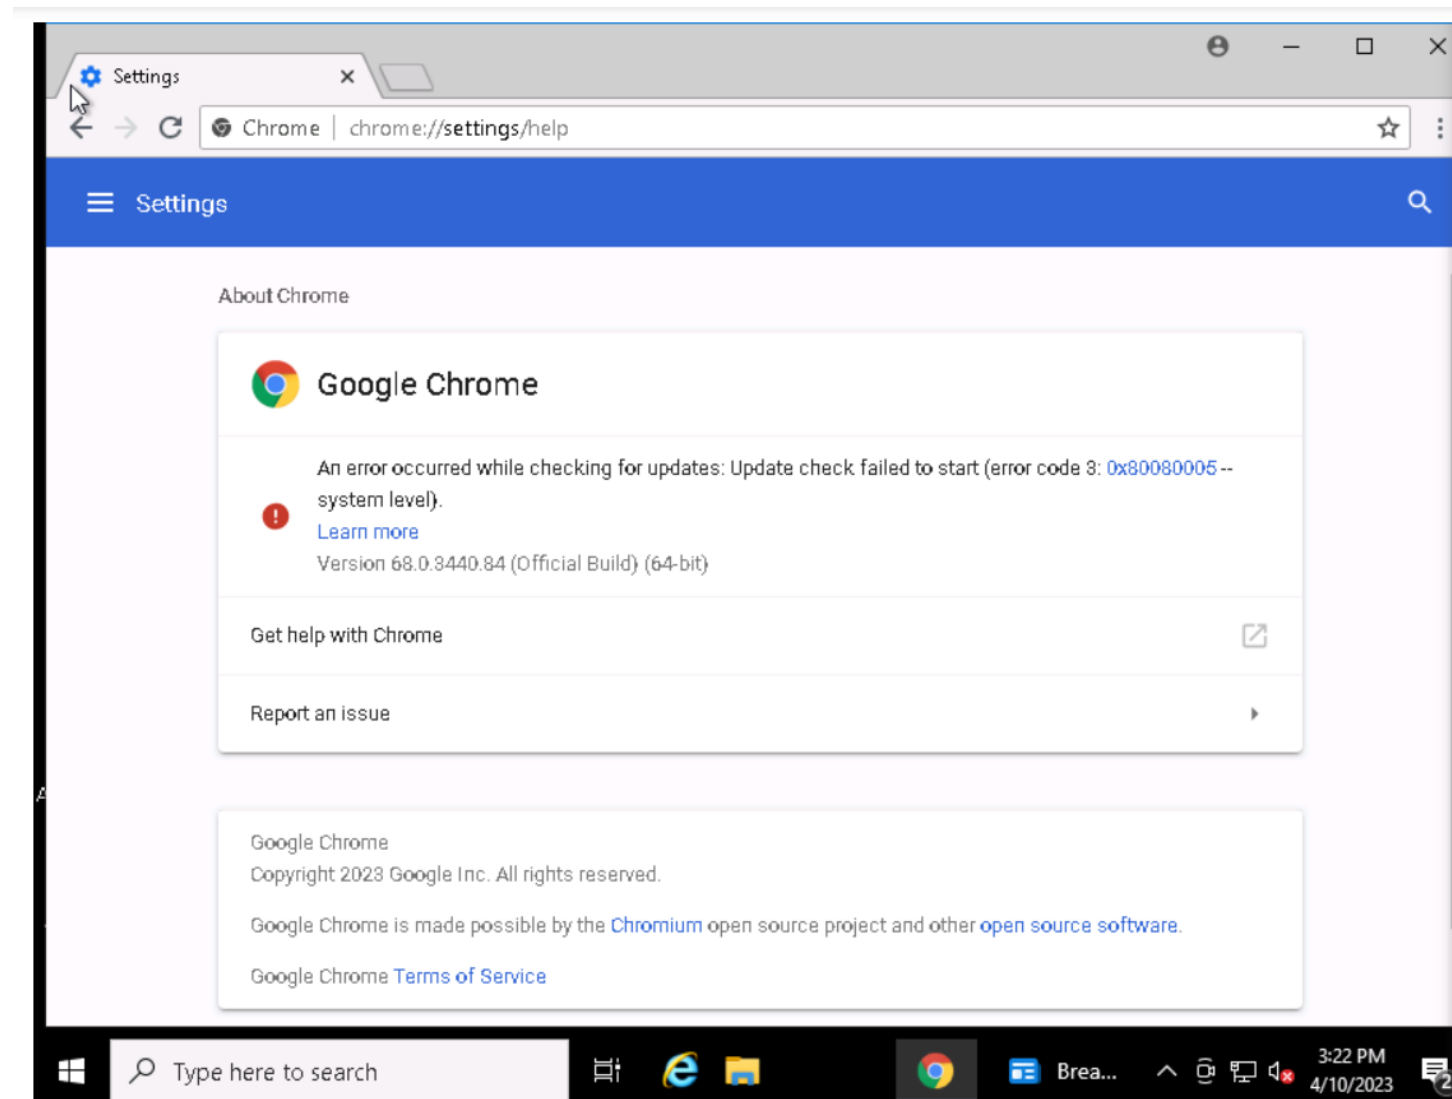 Settings
Chrome | chrome://settings/help
Settings
About Chrome
Google Chrome
An error occurred while checking for updates: Update check failed to start (error code 3: 0x80080005 --
system level).
Learn more
Version 68.0.3440.84 (Official Build) (64-bit)
Get help with Chrome
Report an issue
Google Chrome
Copyright 2023 Google Inc. All rights reserved.
Google Chrome is made possible by the Chromium open source project and other open source software.
Google Chrome Terms of Service
Type here to search
Brea...
3:22 PM
4/10/2023
2